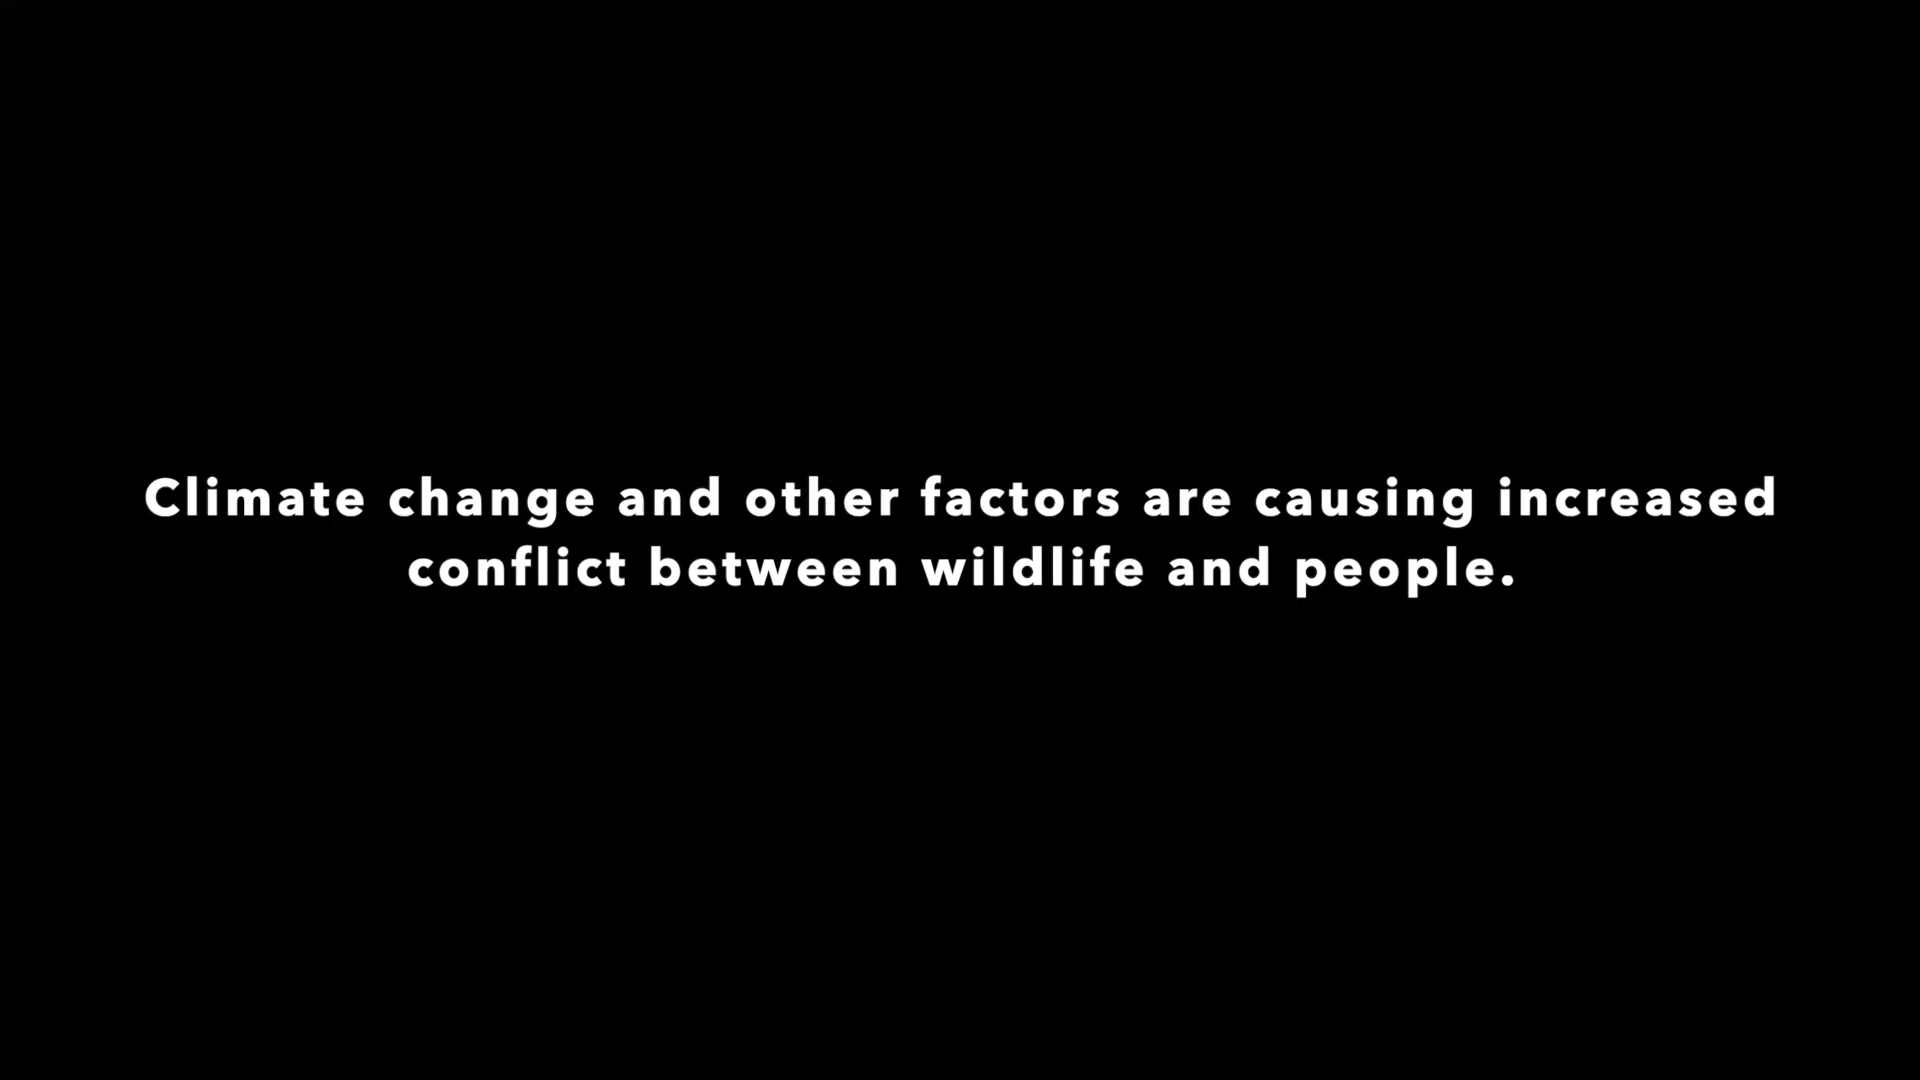 Climate change and other factors are causing increased
conflict between wildlife and people.